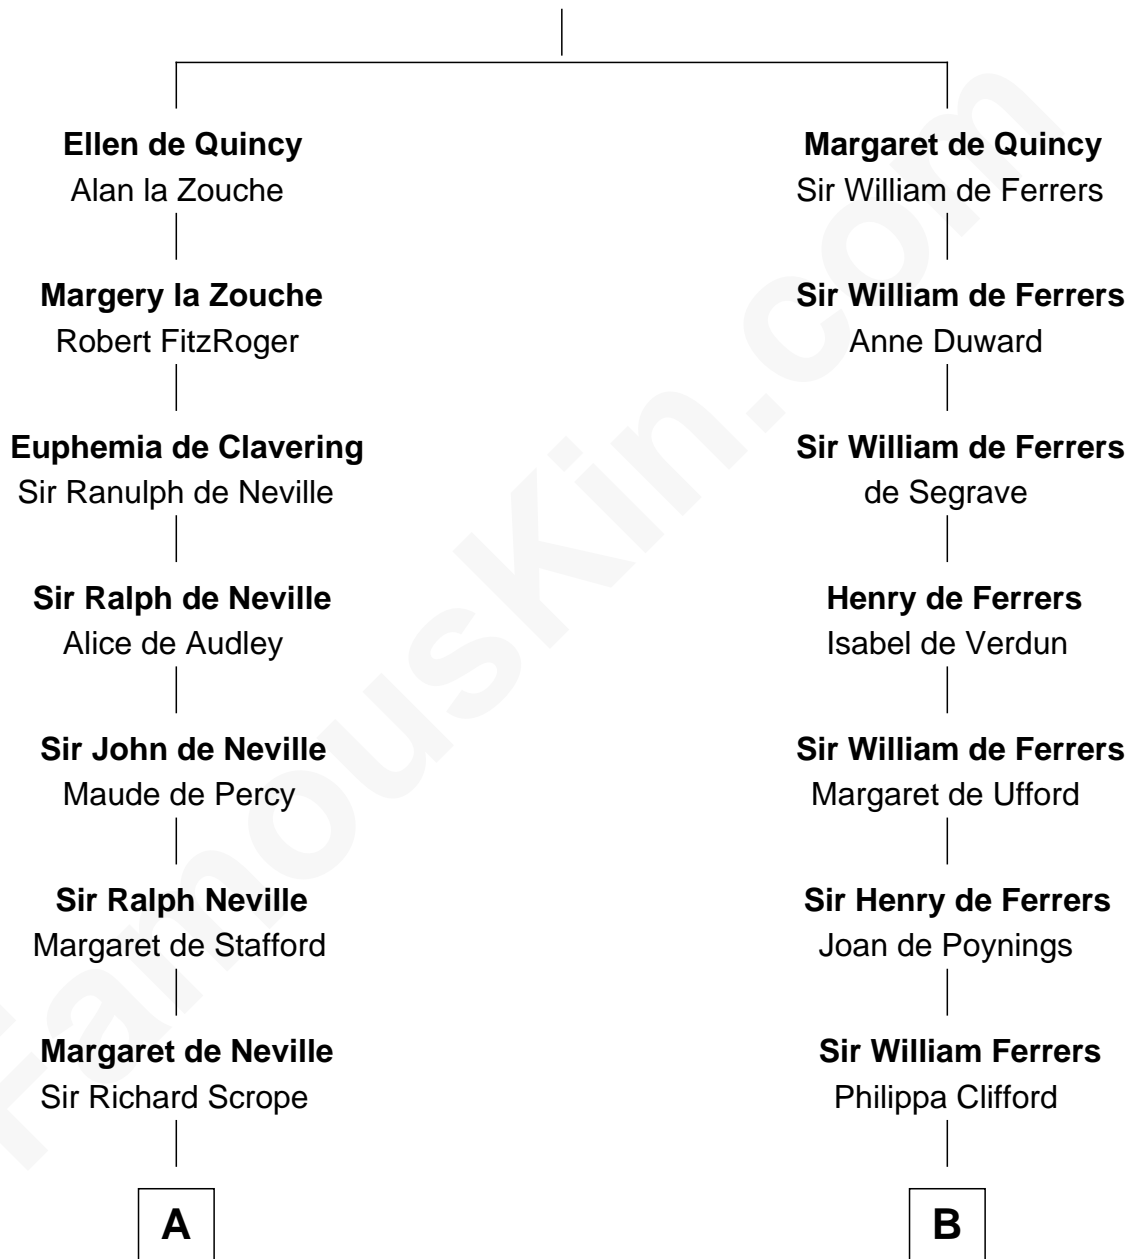 Ellen de Quincy
Alan la Zouche
Margery la Zouche
Robert FitzRoger
Euphemia de Clavering
Sir Ranulph de Neville
Sir Ralph de Neville
Alice de Audley
Sir John de Neville
Maude de Percy
Sir Ralph Neville
Margaret de Stafford
Margaret de Neville
Sir Richard Scrope
A
Margaret de Quincy
Sir William de Ferrers
Sir William de Ferrers
Anne Duward
Sir William de Ferrers
de Segrave
Henry de Ferrers
Isabel de Verdun
Sir William de Ferrers
Margaret de Ufford
Sir Henry de Ferrers
Joan de Poynings
Sir William Ferrers
Philippa Clifford
B
FamousKin.com